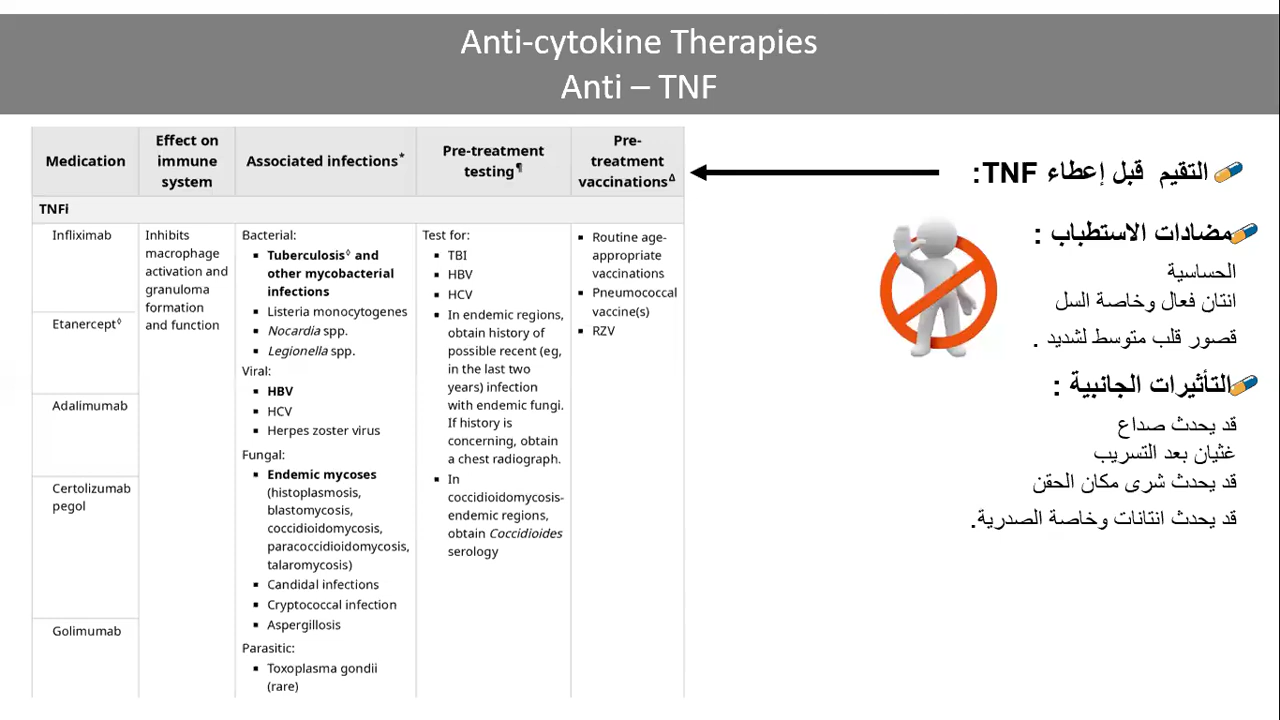 Anti-cytokine Therapies
Anti – TNF
Medication
Effect on
immune
system
Associated infections*
Pre-treatment
testing¶
Pre-
treatment
vaccinationsΔ
TNFi
Infliximab
Etanercept◊
Adalimumab
Certolizumab
pegol
Golimumab
Inhibits
macrophage
activation and
granuloma
formation
and function
Bacterial:
▪ Tuberculosis◊ and
other mycobacterial
infections
▪ Listeria monocytogenes
▪ Nocardia spp.
▪ Legionella spp.
Viral:
▪ HBV
▪ HCV
▪ Herpes zoster virus
Fungal:
▪ Endemic mycoses
(histoplasmosis,
blastomycosis,
coccidioidomycosis,
paracoccidioidomycosis,
talaromycosis)
▪ Candidal infections
▪ Cryptococcal infection
▪ Aspergillosis
Parasitic:
▪ Toxoplasma gondii
(rare)
Test for:
▪ TBI
▪ HBV
▪ HCV
▪ In endemic regions,
obtain history of
possible recent (eg,
in the last two
years) infection
with endemic fungi.
If history is
concerning, obtain
a chest radiograph.
▪ In
coccidioidomycosis-
endemic regions,
obtain Coccidioides
serology
▪ Routine age-
appropriate
vaccinations
▪ Pneumococcal
vaccine(s)
▪ RZV
التقيم قبل إعطاء TNF:
مضادات الاستطباب :
الحساسية
انتان فعال وخاصة السل
قصور قلب متوسط لشديد .
التأثيرات الجانبية :
قد يحدث صداع
غثيان بعد التسريب
قد يحدث شرى مكان الحقن
قد يحدث انتانات وخاصة الصدرية.